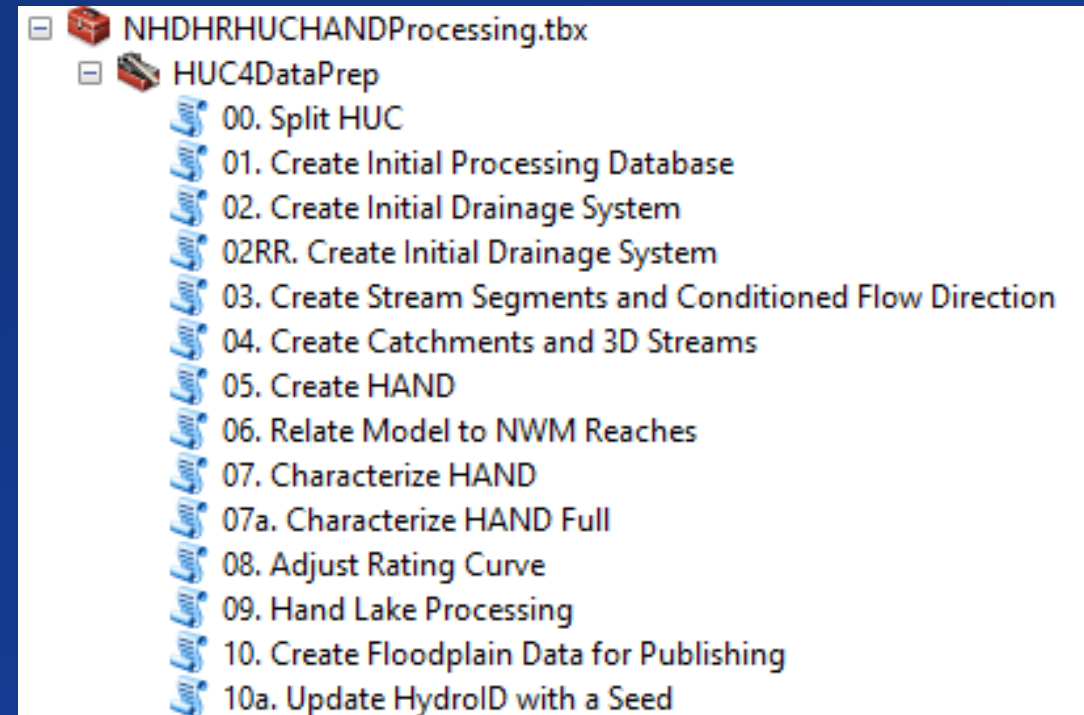 NHDHRHUCHANDProcessing.tbx
HUC4DataPrep
00. Split HUC
01. Create Initial Processing Database
02. Create Initial Drainage System
02RR. Create Initial Drainage System
03. Create Stream Segments and Conditioned Flow Direction
04. Create Catchments and 3D Streams
05. Create HAND
06. Relate Model to NWM Reaches
07. Characterize HAND
07a. Characterize HAND Full
08. Adjust Rating Curve
09. Hand Lake Processing
10. Create Floodplain Data for Publishing
10a. Update HydroID with a Seed